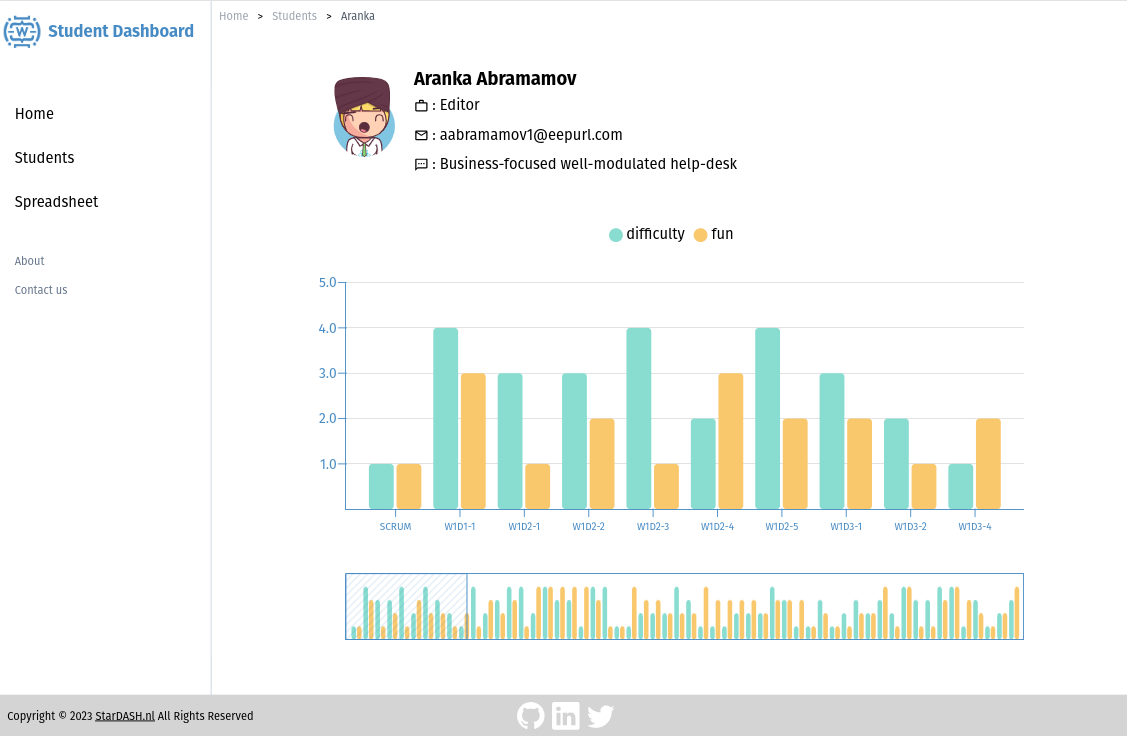 Home > Students > Aranka
W Student Dashboard
Home
Students
Spreadsheet
About
Contact us
Aranka Abramamov
: Editor
: aabramamov1@eepurl.com
: Business-focused well-modulated help-desk
difficulty fun
5.0
4.0
3.0
2.0
1.0
SCRUM W1D1-1 W1D2-1 W1D2-2 W1D2-3 W1D2-4 W1D2-5 W1D3-1 W1D3-2 W1D3-4
Copyright © 2023 StarDASH.nl All Rights Reserved
in